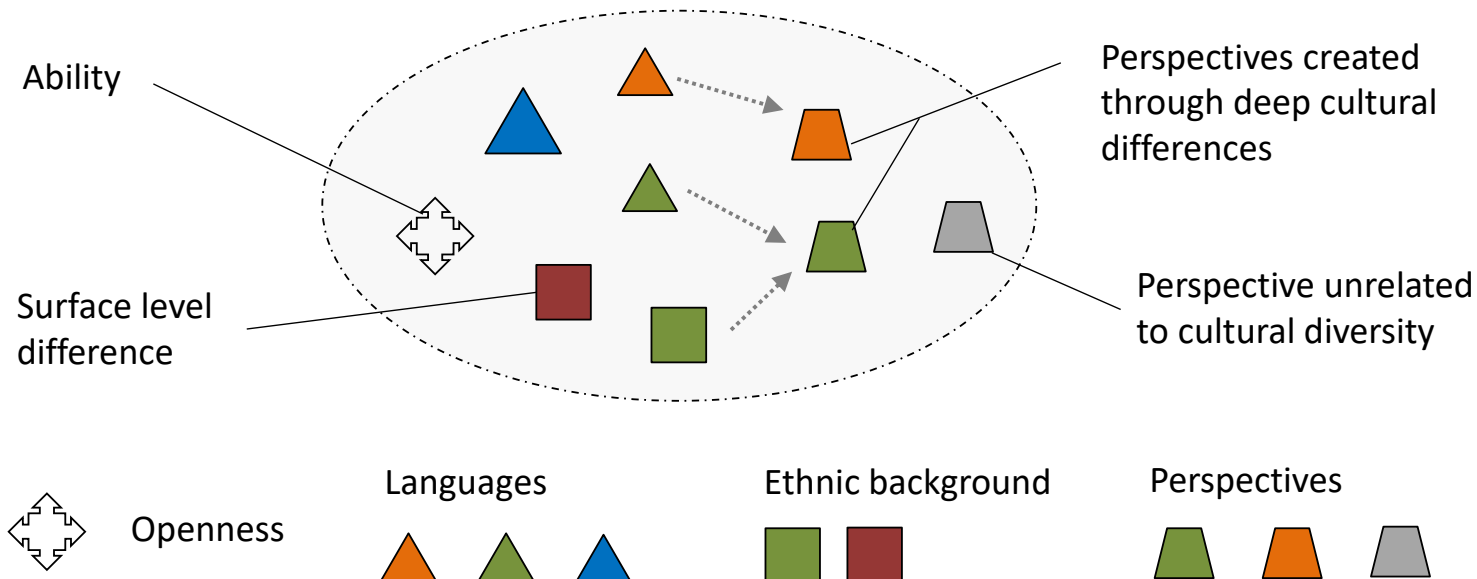 Ability
Perspectives created
through deep cultural
differences
Surface level
difference
Perspective unrelated
to cultural diversity
Openness
Languages
Ethnic background
Perspectives